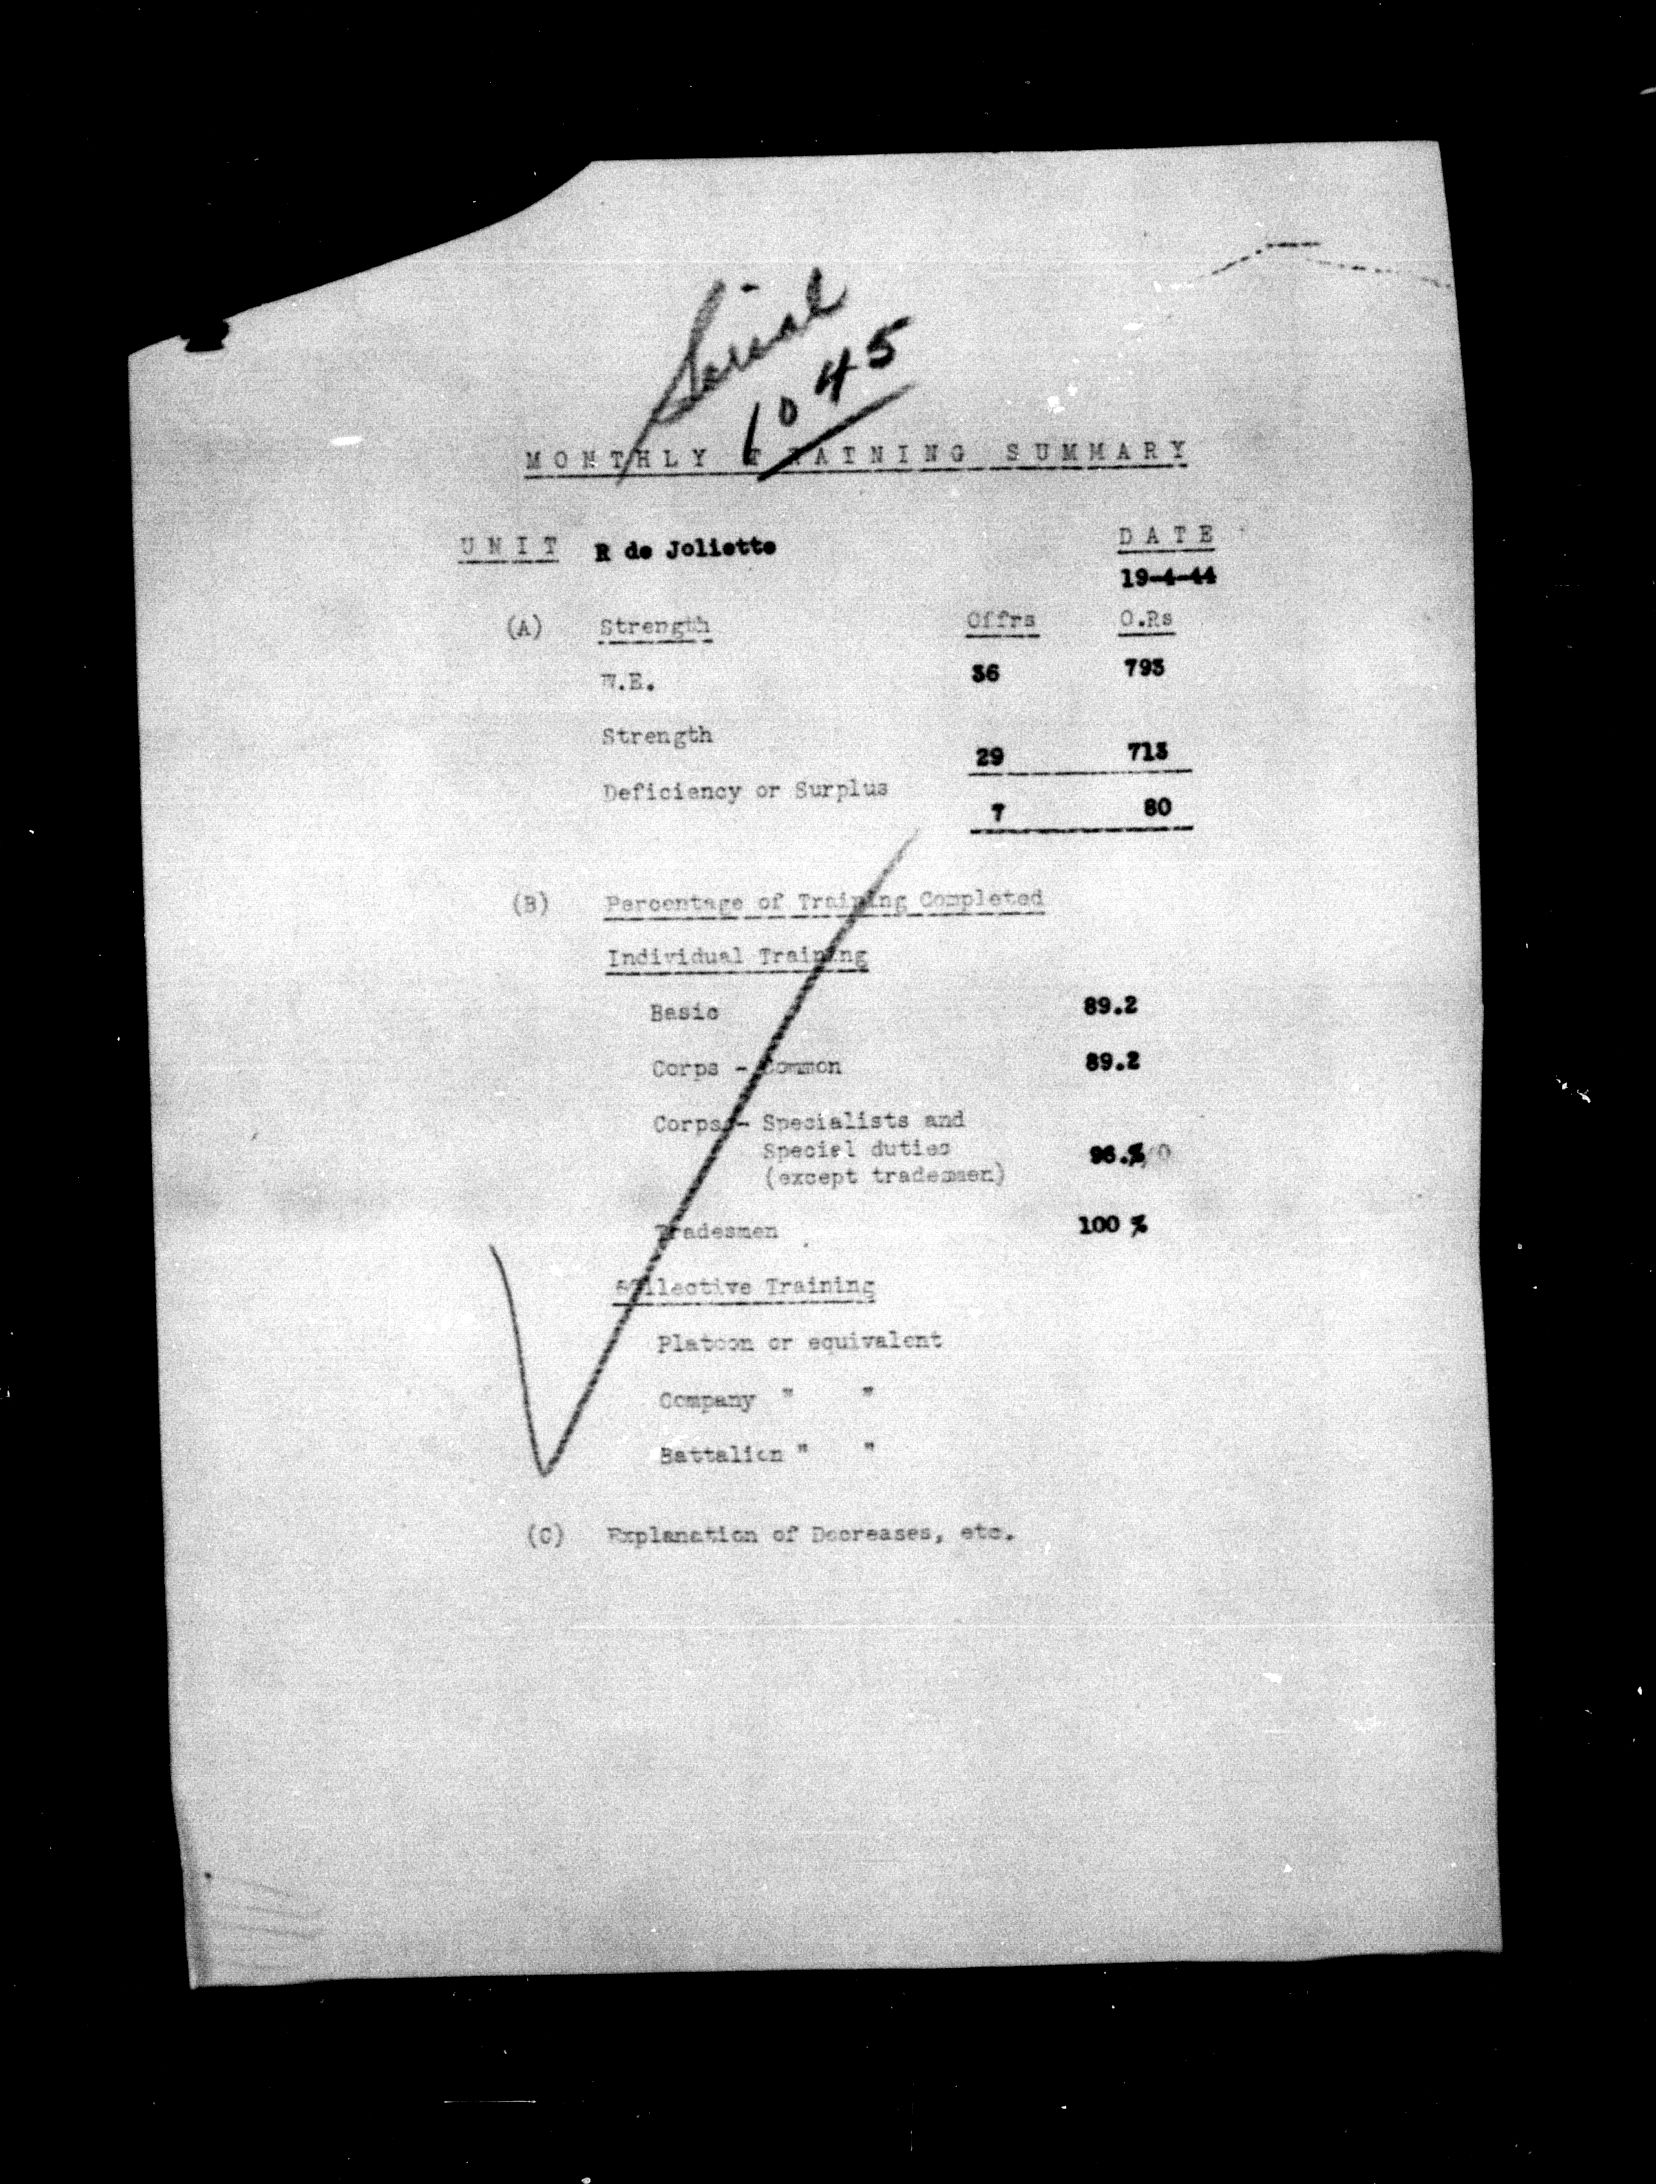 Serial
1045
MONTHLY TRAINING SUMMARY
UNIT R de Joliette
DATE
19-4-44
(A) Strength Offrs O.Rs
W.E. 36 793
Strength 29 713
Deficiency or Surplus 7 80
(B) Percentage of Training Completed
Individual Training
Basic 89.2
Corps - Common 89.2
Corps - Specialists and
Special duties
(except tradesmen)
Tradesmen 100 %
Collective Training
Platoon or equivalent
Company " "
Battalion " "
(C) Explanation of Decreases, etc.